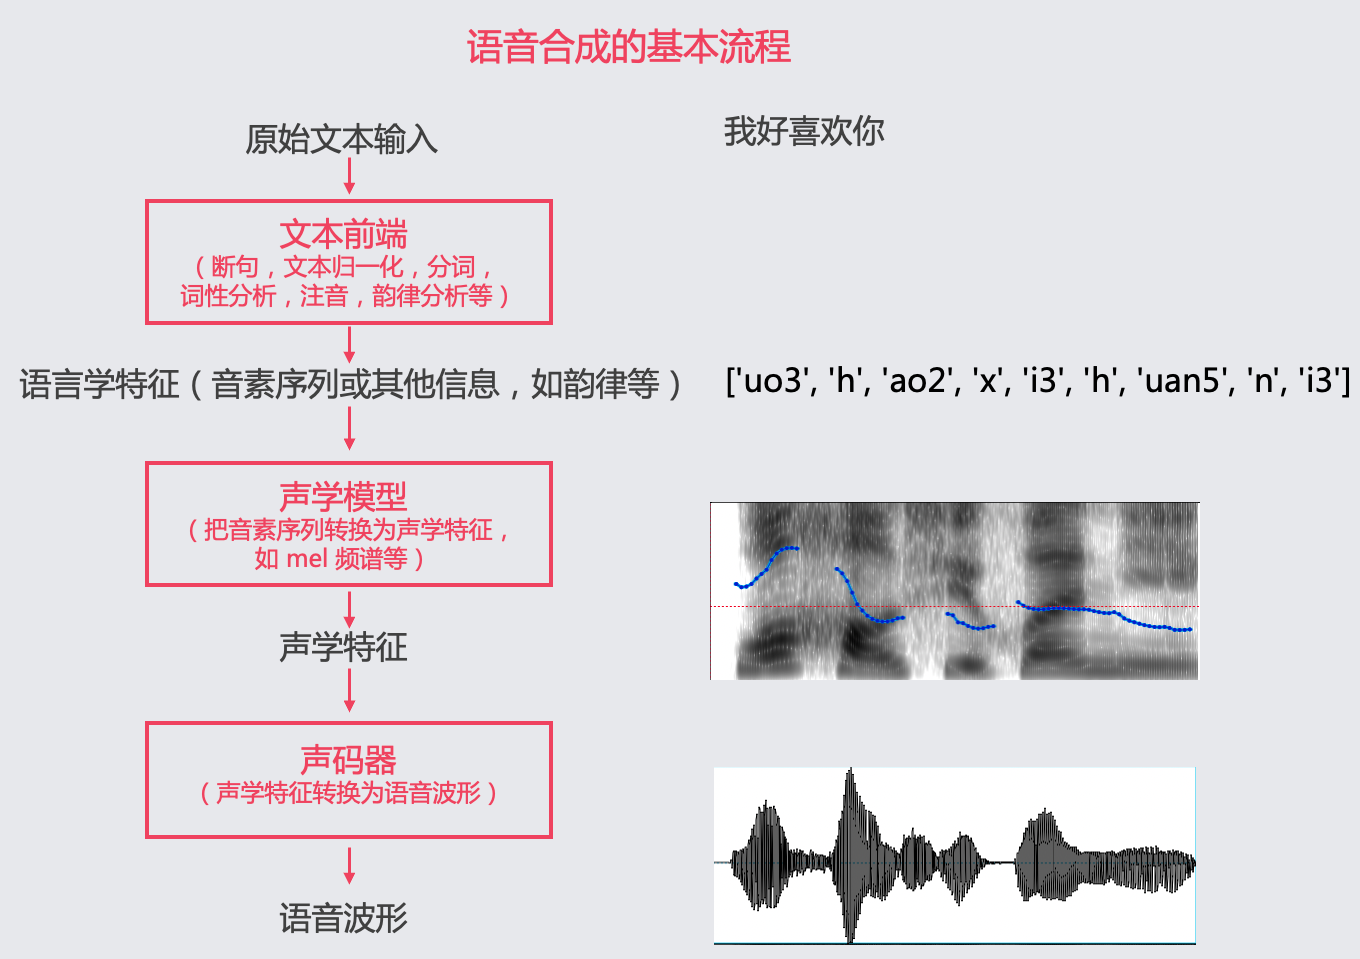 语音合成的基本流程
原始文本输入
我好喜欢你
文本前端
（断句，文本归一化，分词，
词性分析，注音，韵律分析等）
语言学特征（音素序列或其他信息，如韵律等）
['uo3', 'h', 'ao2', 'x', 'i3', 'h', 'uan5', 'n', 'i3']
声学模型
（把音素序列转换为声学特征，
如 mel 频谱等）
声学特征
声码器
（声学特征转换为语音波形）
语音波形